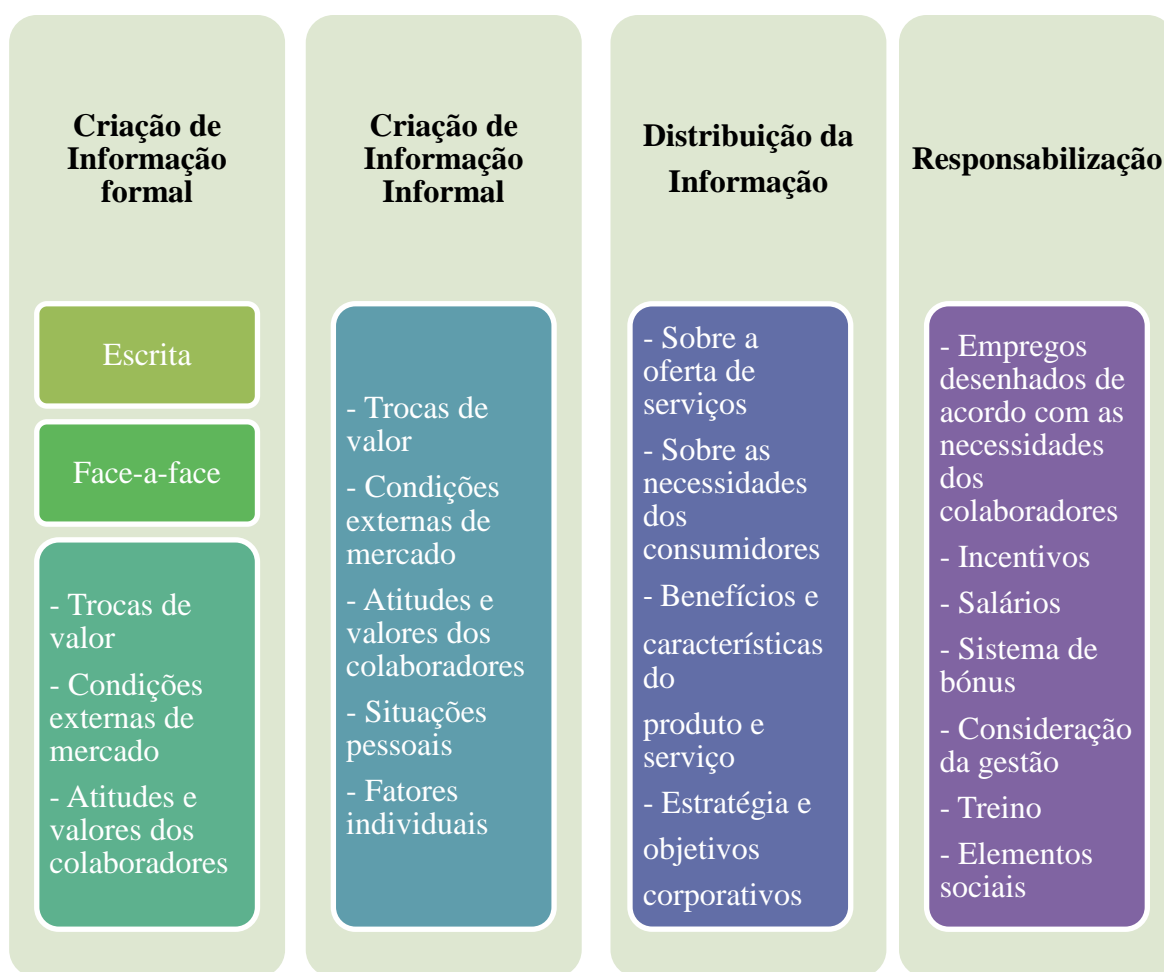 Criação de
Informação
formal
Escrita
Face-a-face
- Trocas de
valor
- Condições
externas de
mercado
- Atitudes e
valores dos
colaboradores
Criação de
Informação
Informal
- Trocas de
valor
- Condições
externas de
mercado
- Atitudes e
valores dos
colaboradores
- Situações
pessoais
- Fatores
individuais
Distribuição da
Informação
- Sobre a
oferta de
serviços
- Sobre as
necessidades
dos
consumidores
- Benefícios e
características
do
produto e
serviço
- Estratégia e
objetivos
corporativos
Responsabilização
- Empregos
desenhados de
acordo com as
necessidades
dos
colaboradores
- Incentivos
- Salários
- Sistema de
bónus
- Consideração
da gestão
- Treino
- Elementos
sociais